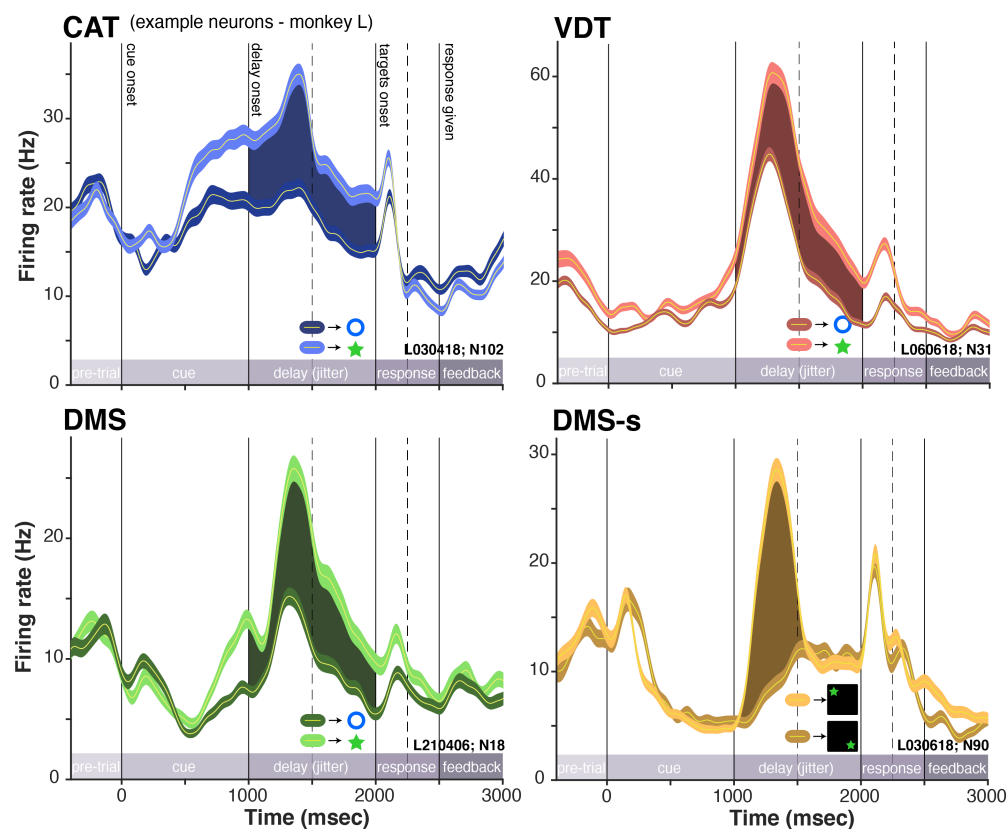 CAT (example neurons - monkey L)
cue onset
delay onset
targets onset
response given
Firing rate (Hz)
30
20
10
0
L030418; N102
pre-trial cue delay (jitter) response feedback
VDT
60
40
20
0
L060618; N31
pre-trial cue delay (jitter) response feedback
DMS
Firing rate (Hz)
20
10
0
L210406; N18
pre-trial cue delay (jitter) response feedback
0 1000 2000 3000
Time (msec)
DMS-s
30
20
10
0
L030618; N90
pre-trial cue delay (jitter) response feedback
0 1000 2000 3000
Time (msec)